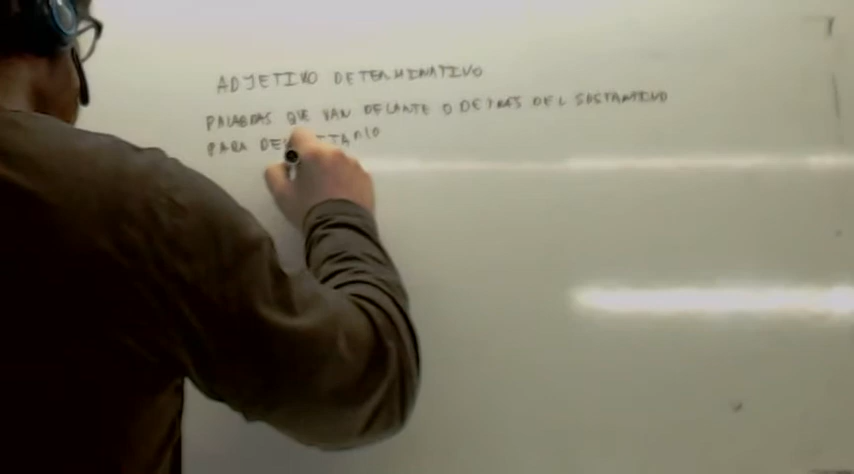 ADJETIVO DETERMINATIVO
PALABRAS QUE VAN DELANTE O DETRAS DEL SUSTANTIVO
PARA